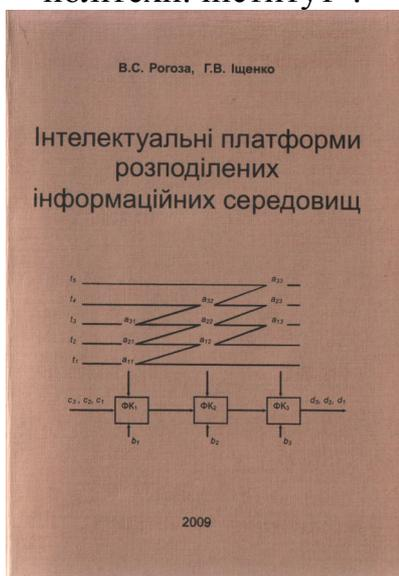 політехн. інститут".
В.С. Рогоза, Г.В. Іщенко
Інтелектуальні платформи
розподілених
інформаційних середовищ
t₅ a₃₃
t₄ a₃₂ a₂₃
t₃ a₃₁ a₂₂ a₁₃
t₂ a₂₁ a₁₂
t₁ a₁₁
c₃ , c₂, c₁ ФК₁ ФК₂ ФК₃ d₃, d₂, d₁
b₁ b₂ b₃
2009